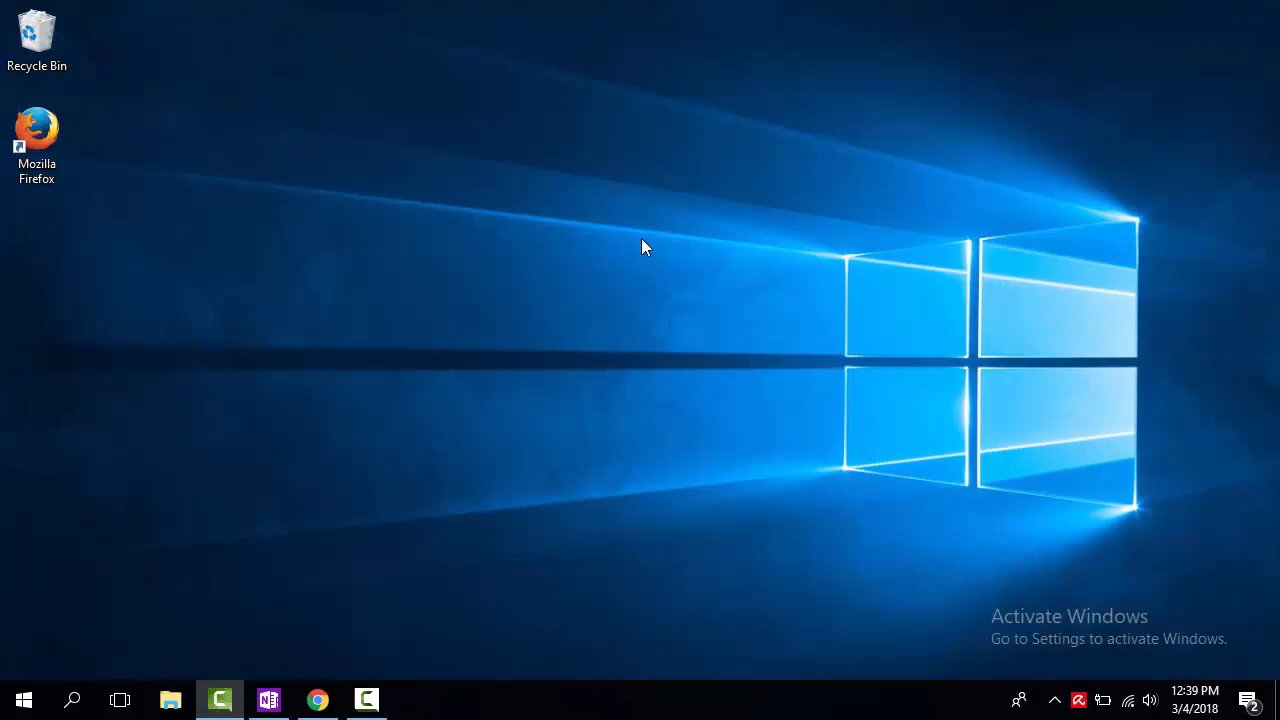 Recycle Bin
Mozilla
Firefox
Activate Windows
Go to Settings to activate Windows.
12:39 PM
3/4/2018
2